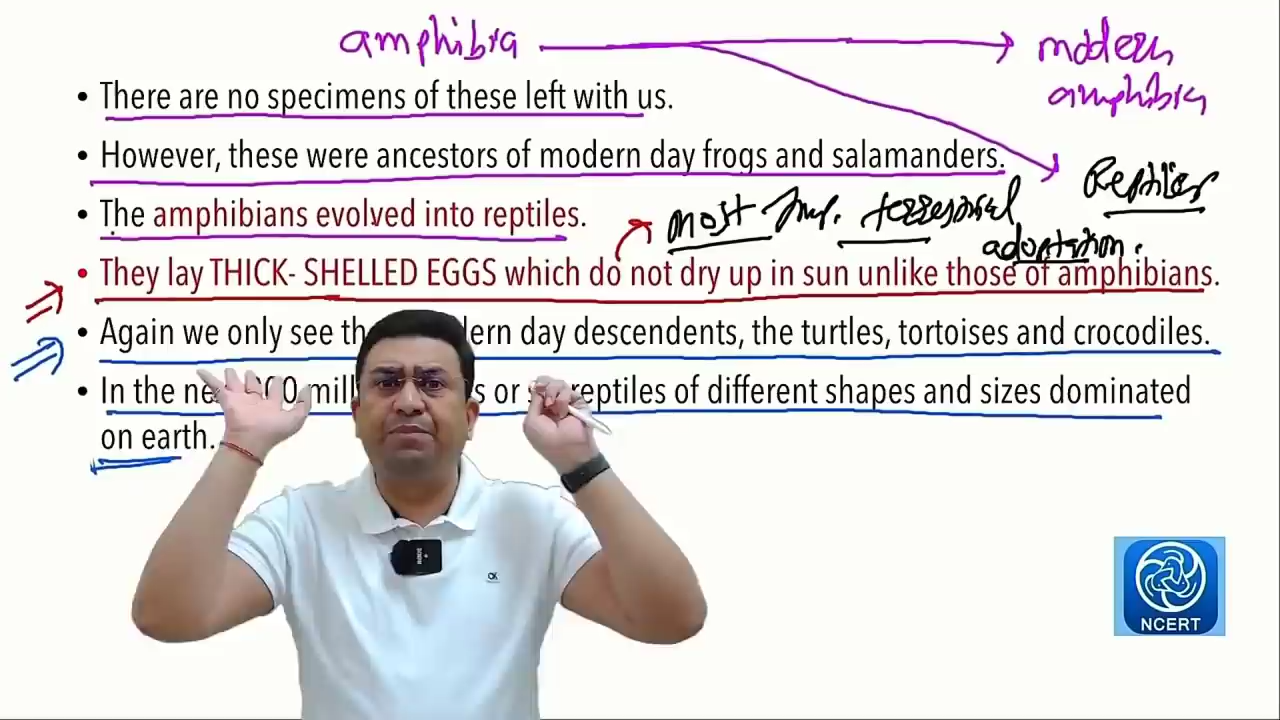 amphibia
modern
amphibia
• There are no specimens of these left with us.
• However, these were ancestors of modern day frogs and salamanders.
Reptiles
• The amphibians evolved into reptiles.
most Imp. terrestrial
adaptation.
• They lay THICK- SHELLED EGGS which do not dry up in sun unlike those of amphibians.
• Again we only see dern day descendents, the turtles, tortoises and crocodiles.
• In the or reptiles of different shapes and sizes dominated
on earth.
NCERT